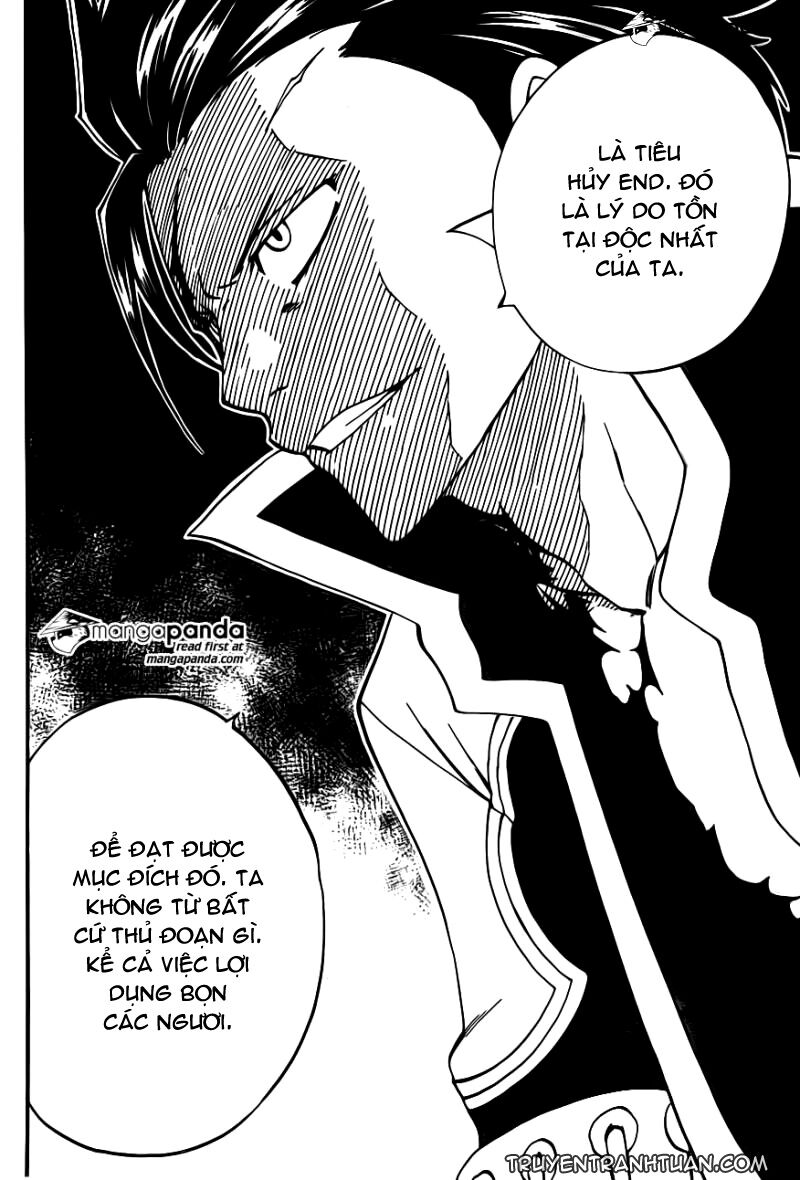 LÀ TIÊU
HỦY END. ĐÓ
LÀ LÝ DO TỒN
TẠI ĐỘC NHẤT
CỦA TA.
mangapanda
read first at
mangapanda.com
ĐỂ ĐẠT ĐƯỢC
MỤC ĐÍCH ĐÓ. TA
KHÔNG TỪ BẤT
CỨ THỦ ĐOẠN GÌ.
KỂ CẢ VIỆC LỢI
DỤNG BỌN
CÁC NGƯƠI.
TRUYENTRANHTUAN.COM